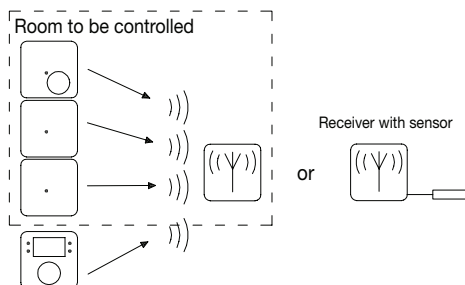 Room to be controlled
Receiver with sensor
or